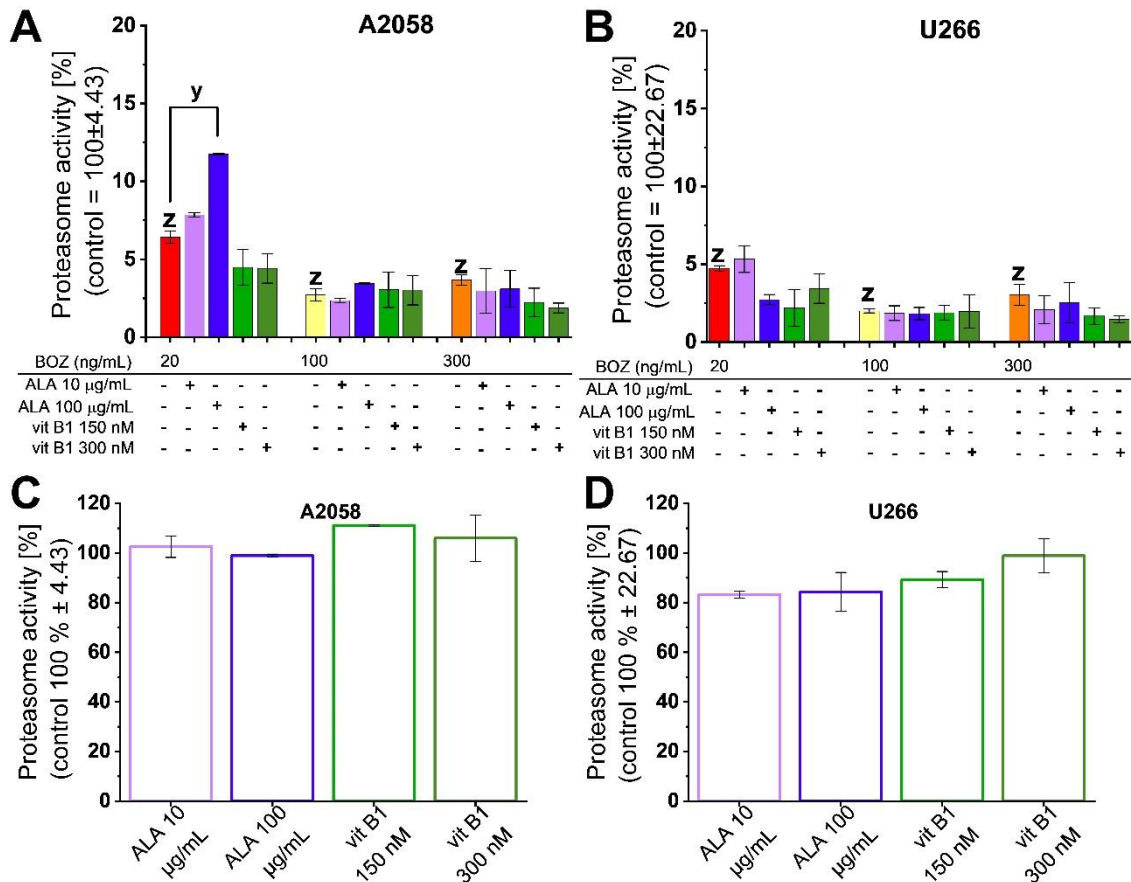 A
A2058
Proteasome activity [%]
(control = 100±4.43)
20
15
10
5
0
y
z
z
z
BOZ (ng/mL) 20 100 300
ALA 10 µg/mL - + - - - - + - - - - + - - -
ALA 100 µg/mL - - + - - - - + - - - - + - -
vit B1 150 nM - - - + - - - - + - - - - + -
vit B1 300 nM - - - - + - - - - + - - - - +
B
U266
Proteasome activity [%]
(control = 100±22.67)
20
15
10
5
0
z
z
z
BOZ (ng/mL) 20 100 300
ALA 10 µg/mL - + - - - - + - - - - + - - -
ALA 100 µg/mL - - + - - - - + - - - - + - -
vit B1 150 nM - - - + - - - - + - - - - + -
vit B1 300 nM - - - - + - - - - + - - - - +
C
A2058
Proteasome activity [%]
(control 100 % ± 4.43)
120
100
80
60
40
20
0
ALA 10
µg/mL
ALA 100
µg/mL
vit B1
150 nM
vit B1
300 nM
D
U266
Proteasome activity [%]
(control 100 % ± 22.67)
120
100
80
60
40
20
0
ALA 10
µg/mL
ALA 100
µg/mL
vit B1
150 nM
vit B1
300 nM